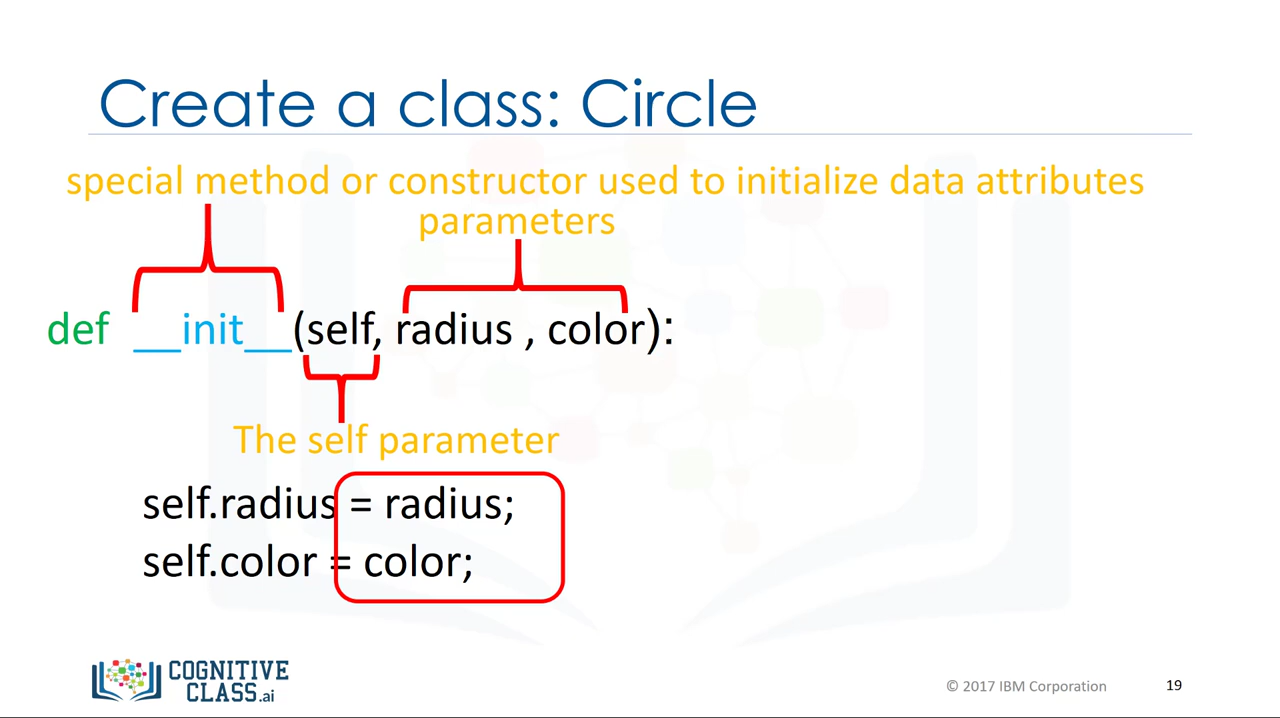 Create a class: Circle
special method or constructor used to initialize data attributes
parameters
def __init__(self, radius , color):
The self parameter
self.radius = radius;
self.color = color;
COGNITIVE
CLASS.ai
© 2017 IBM Corporation
19